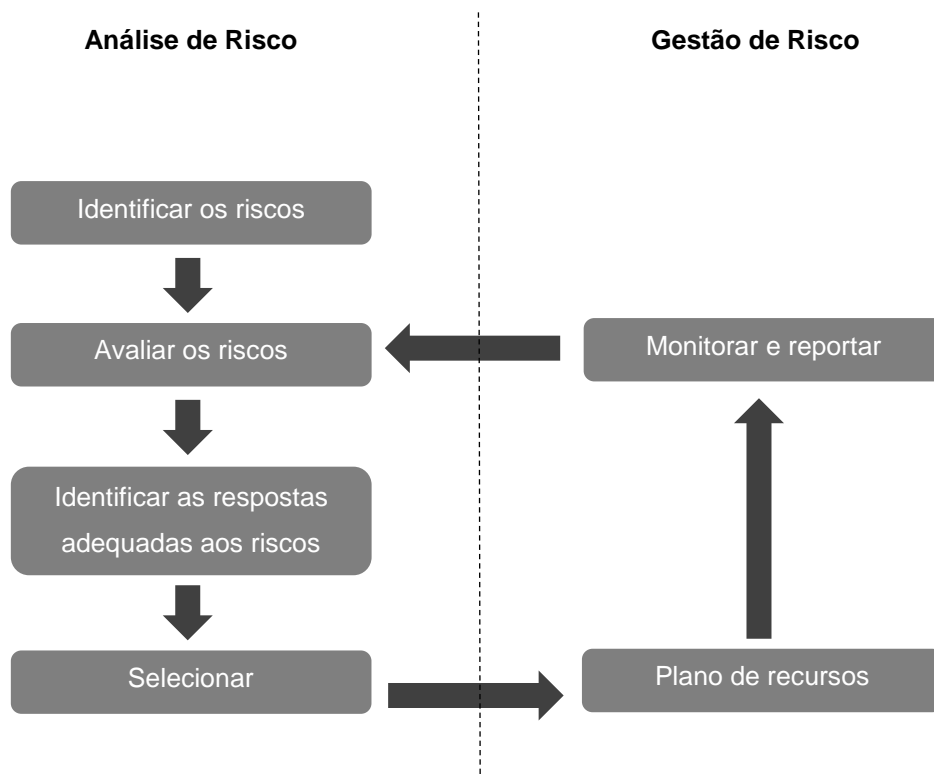 Análise de Risco
Gestão de Risco
Identificar os riscos
Avaliar os riscos
Monitorar e reportar
Identificar as respostas
adequadas aos riscos
Selecionar
Plano de recursos